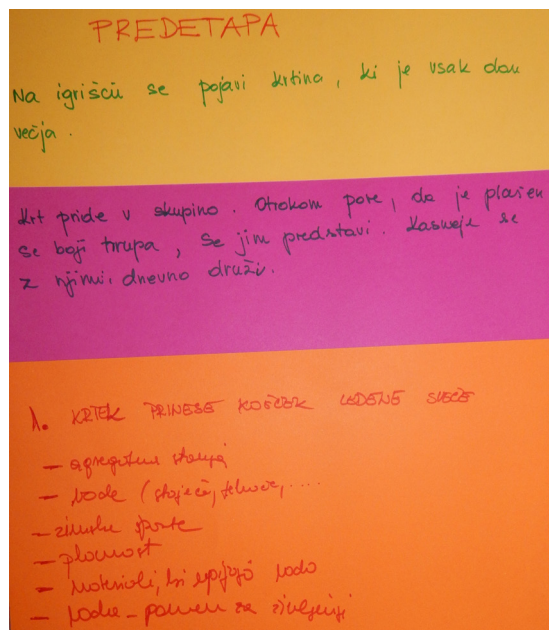 PREDETAPA
Na igrišču se pojavi krtina, ki je vsak dan
večja.
Krt pride v skupino. Otrokom pove, da je plašen
se boji hrupa, se jim predstavi. Kasneje se
z njimi dnevno druži.
1. KRTEK PRINESE KOŠČEK LEDENE SVEČE
- agregatna stanja
- vode (stoječe, tekoče,....
- zimske športe
- plovnost
- materiali, ki vpijajo vodo
- voda - pomen za življenje